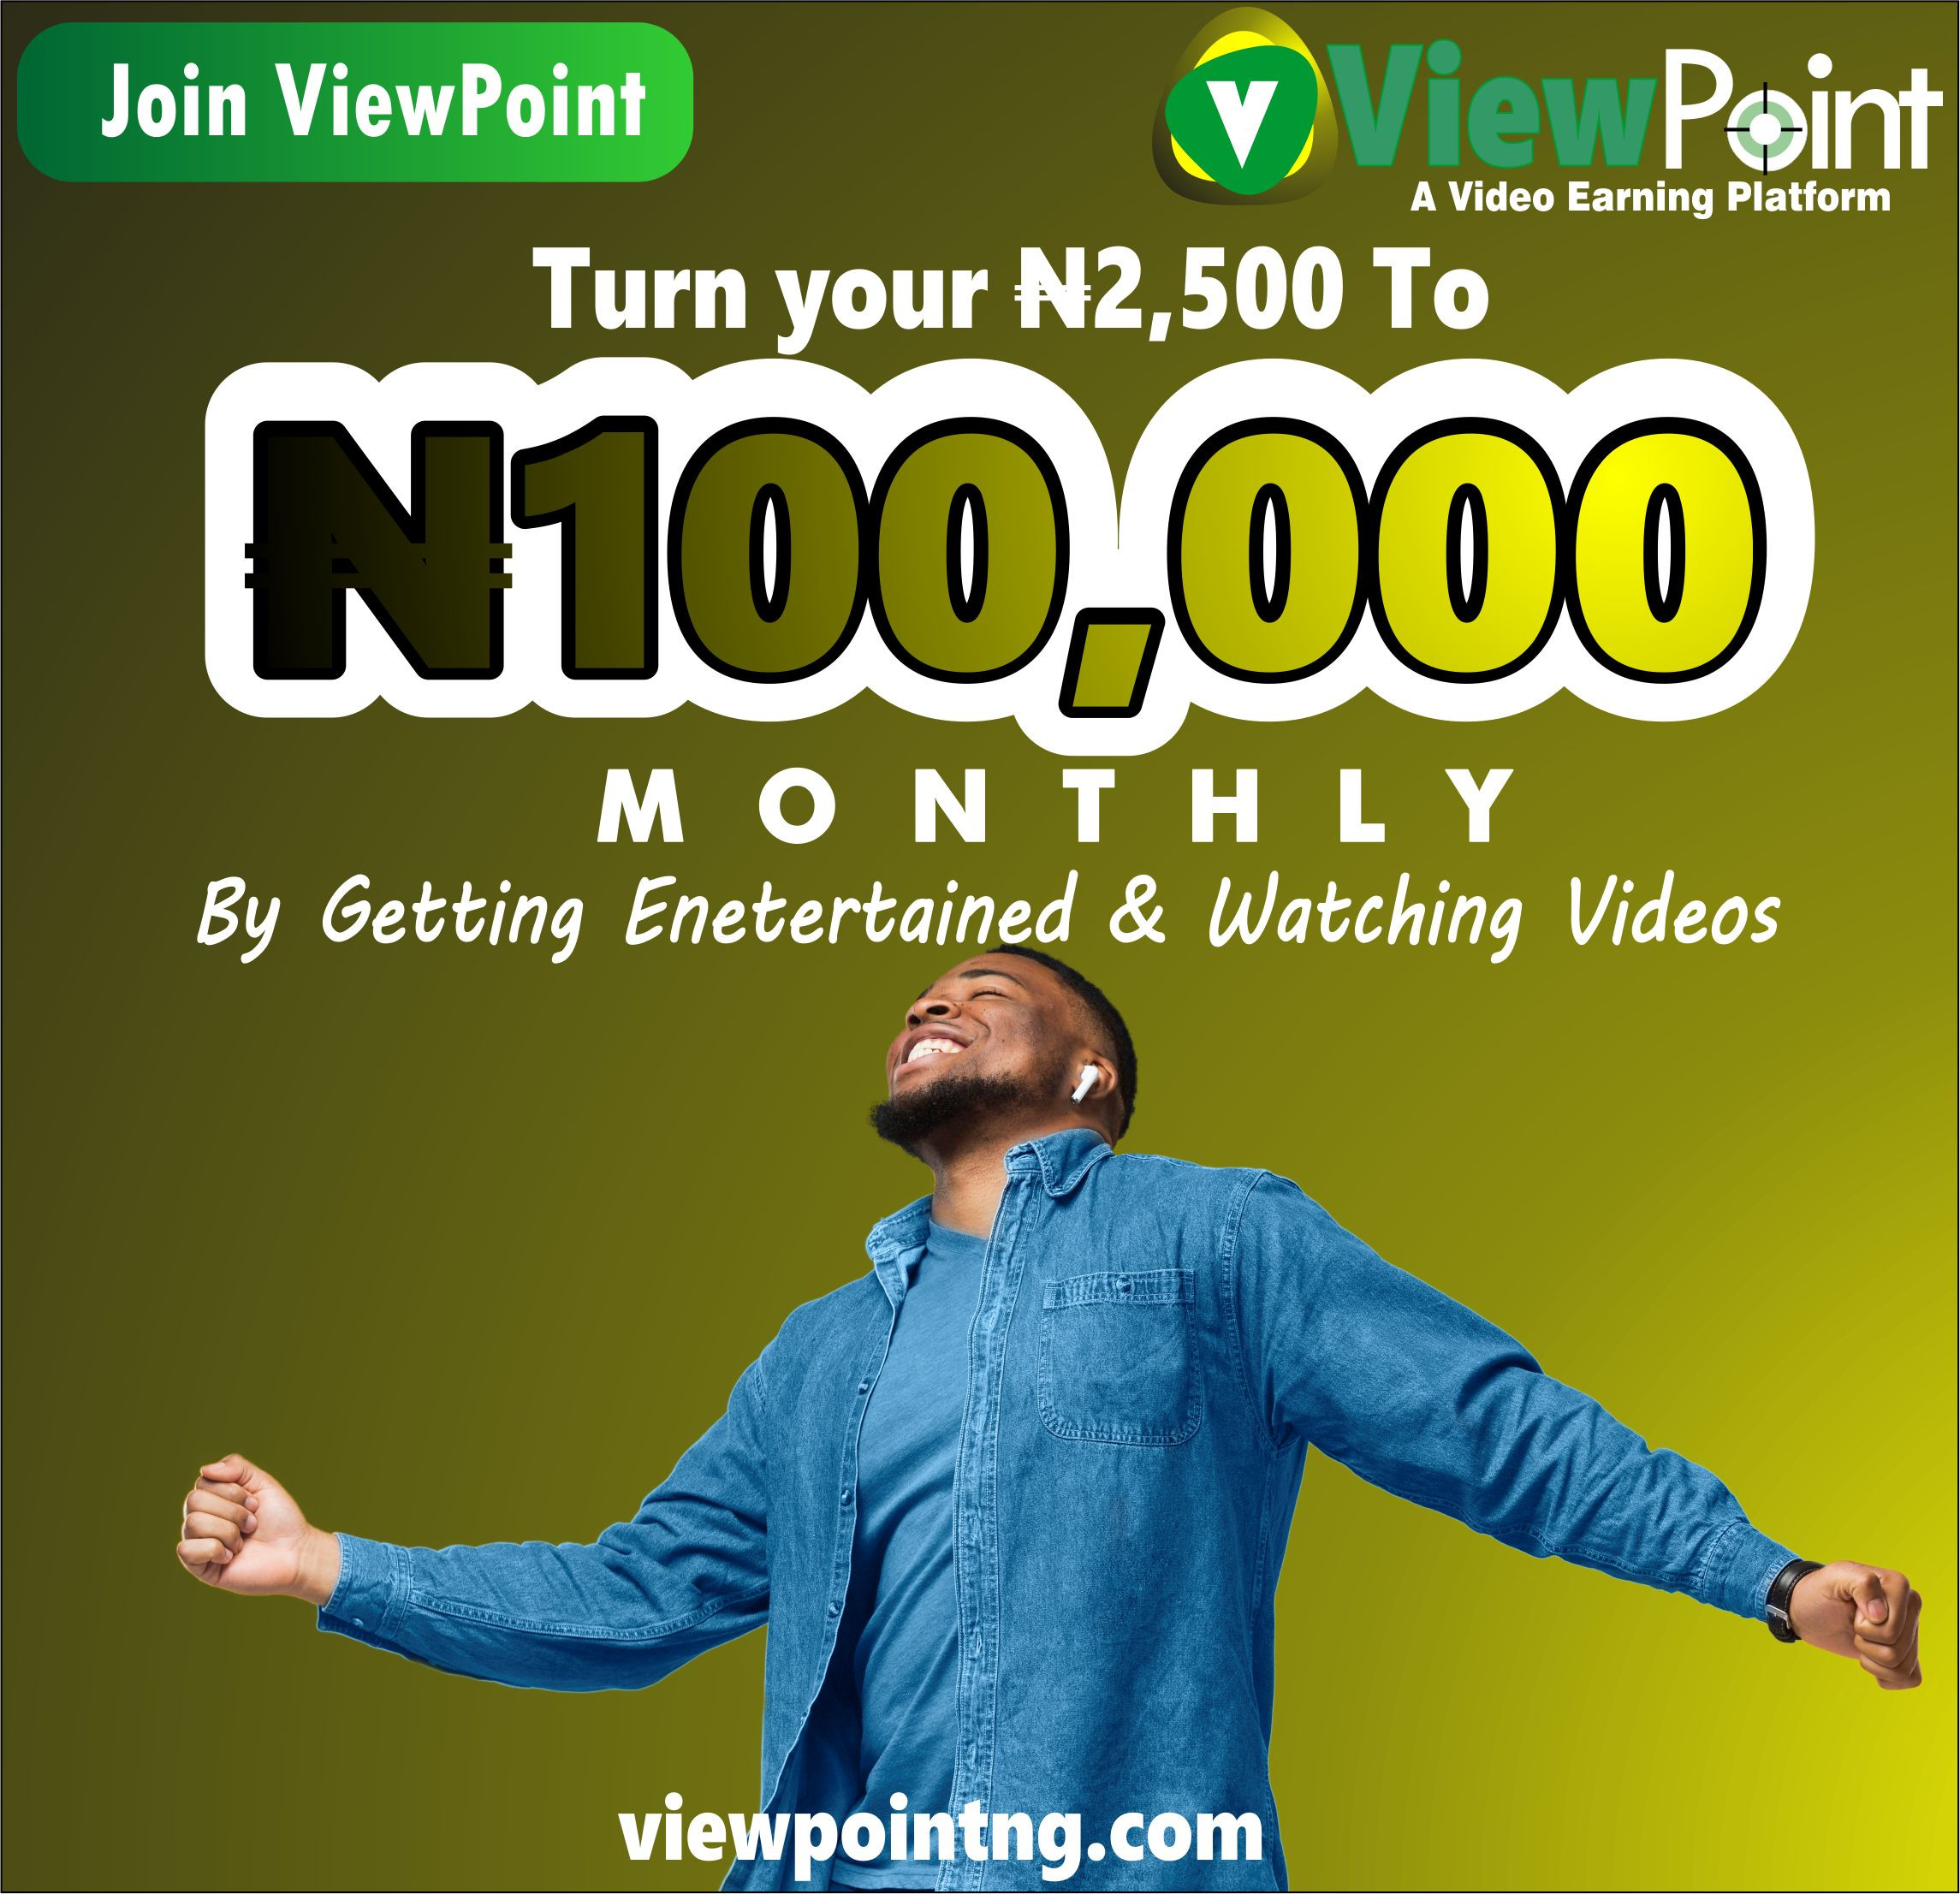 Join ViewPoint
V
ViewPoint
A Video Earning Platform
Turn your ₦2,500 To
₦100,000
MONTHLY
By Getting Enetertained & Watching Videos
viewpointng.com